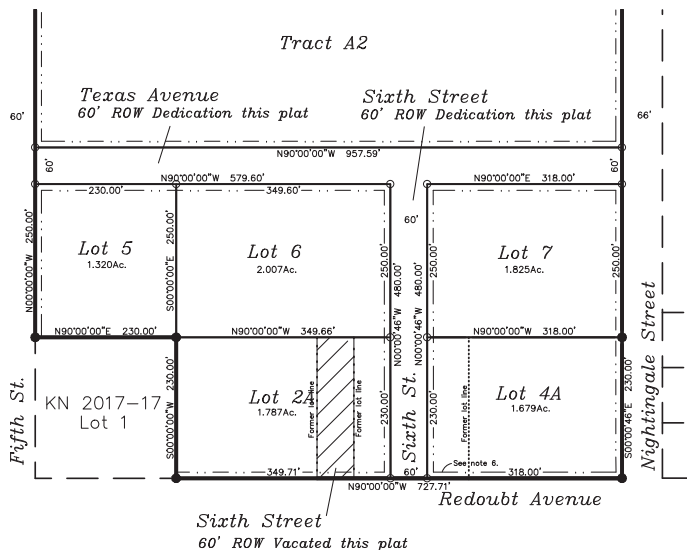 Tract A2
Texas Avenue
60' ROW Dedication this plat
Sixth Street
60' ROW Dedication this plat
60'
66'
N90°00'00"W 957.59'
60'
60'
N90°00'00"W 579.60'
N90°00'00"E 318.00'
230.00'
349.60'
60'
N00°00'00"W 250.00'
Lot 5
1.320Ac.
S00°00'00"E 250.00'
Lot 6
2.007Ac.
250.00'
N00°00'46"W 480.00'
480.00'
250.00'
Lot 7
1.825Ac.
250.00'
N90°00'00"E 230.00'
N90°00'00"W 349.66'
N90°00'00"W 318.00'
Fifth St.
KN 2017-17
Lot 1
S00°00'00"W 230.00'
Lot 2A
1.787Ac.
Former lot line
Former lot line
230.00'
Sixth St.
N00°00'46"W
230.00'
Former lot line
Lot 4A
1.679Ac.
S00°00'46"E 230.00'
Nightingale Street
See note 6.
349.71'
60'
318.00'
N90°00'00"W 727.71'
Redoubt Avenue
Sixth Street
60' ROW Vacated this plat